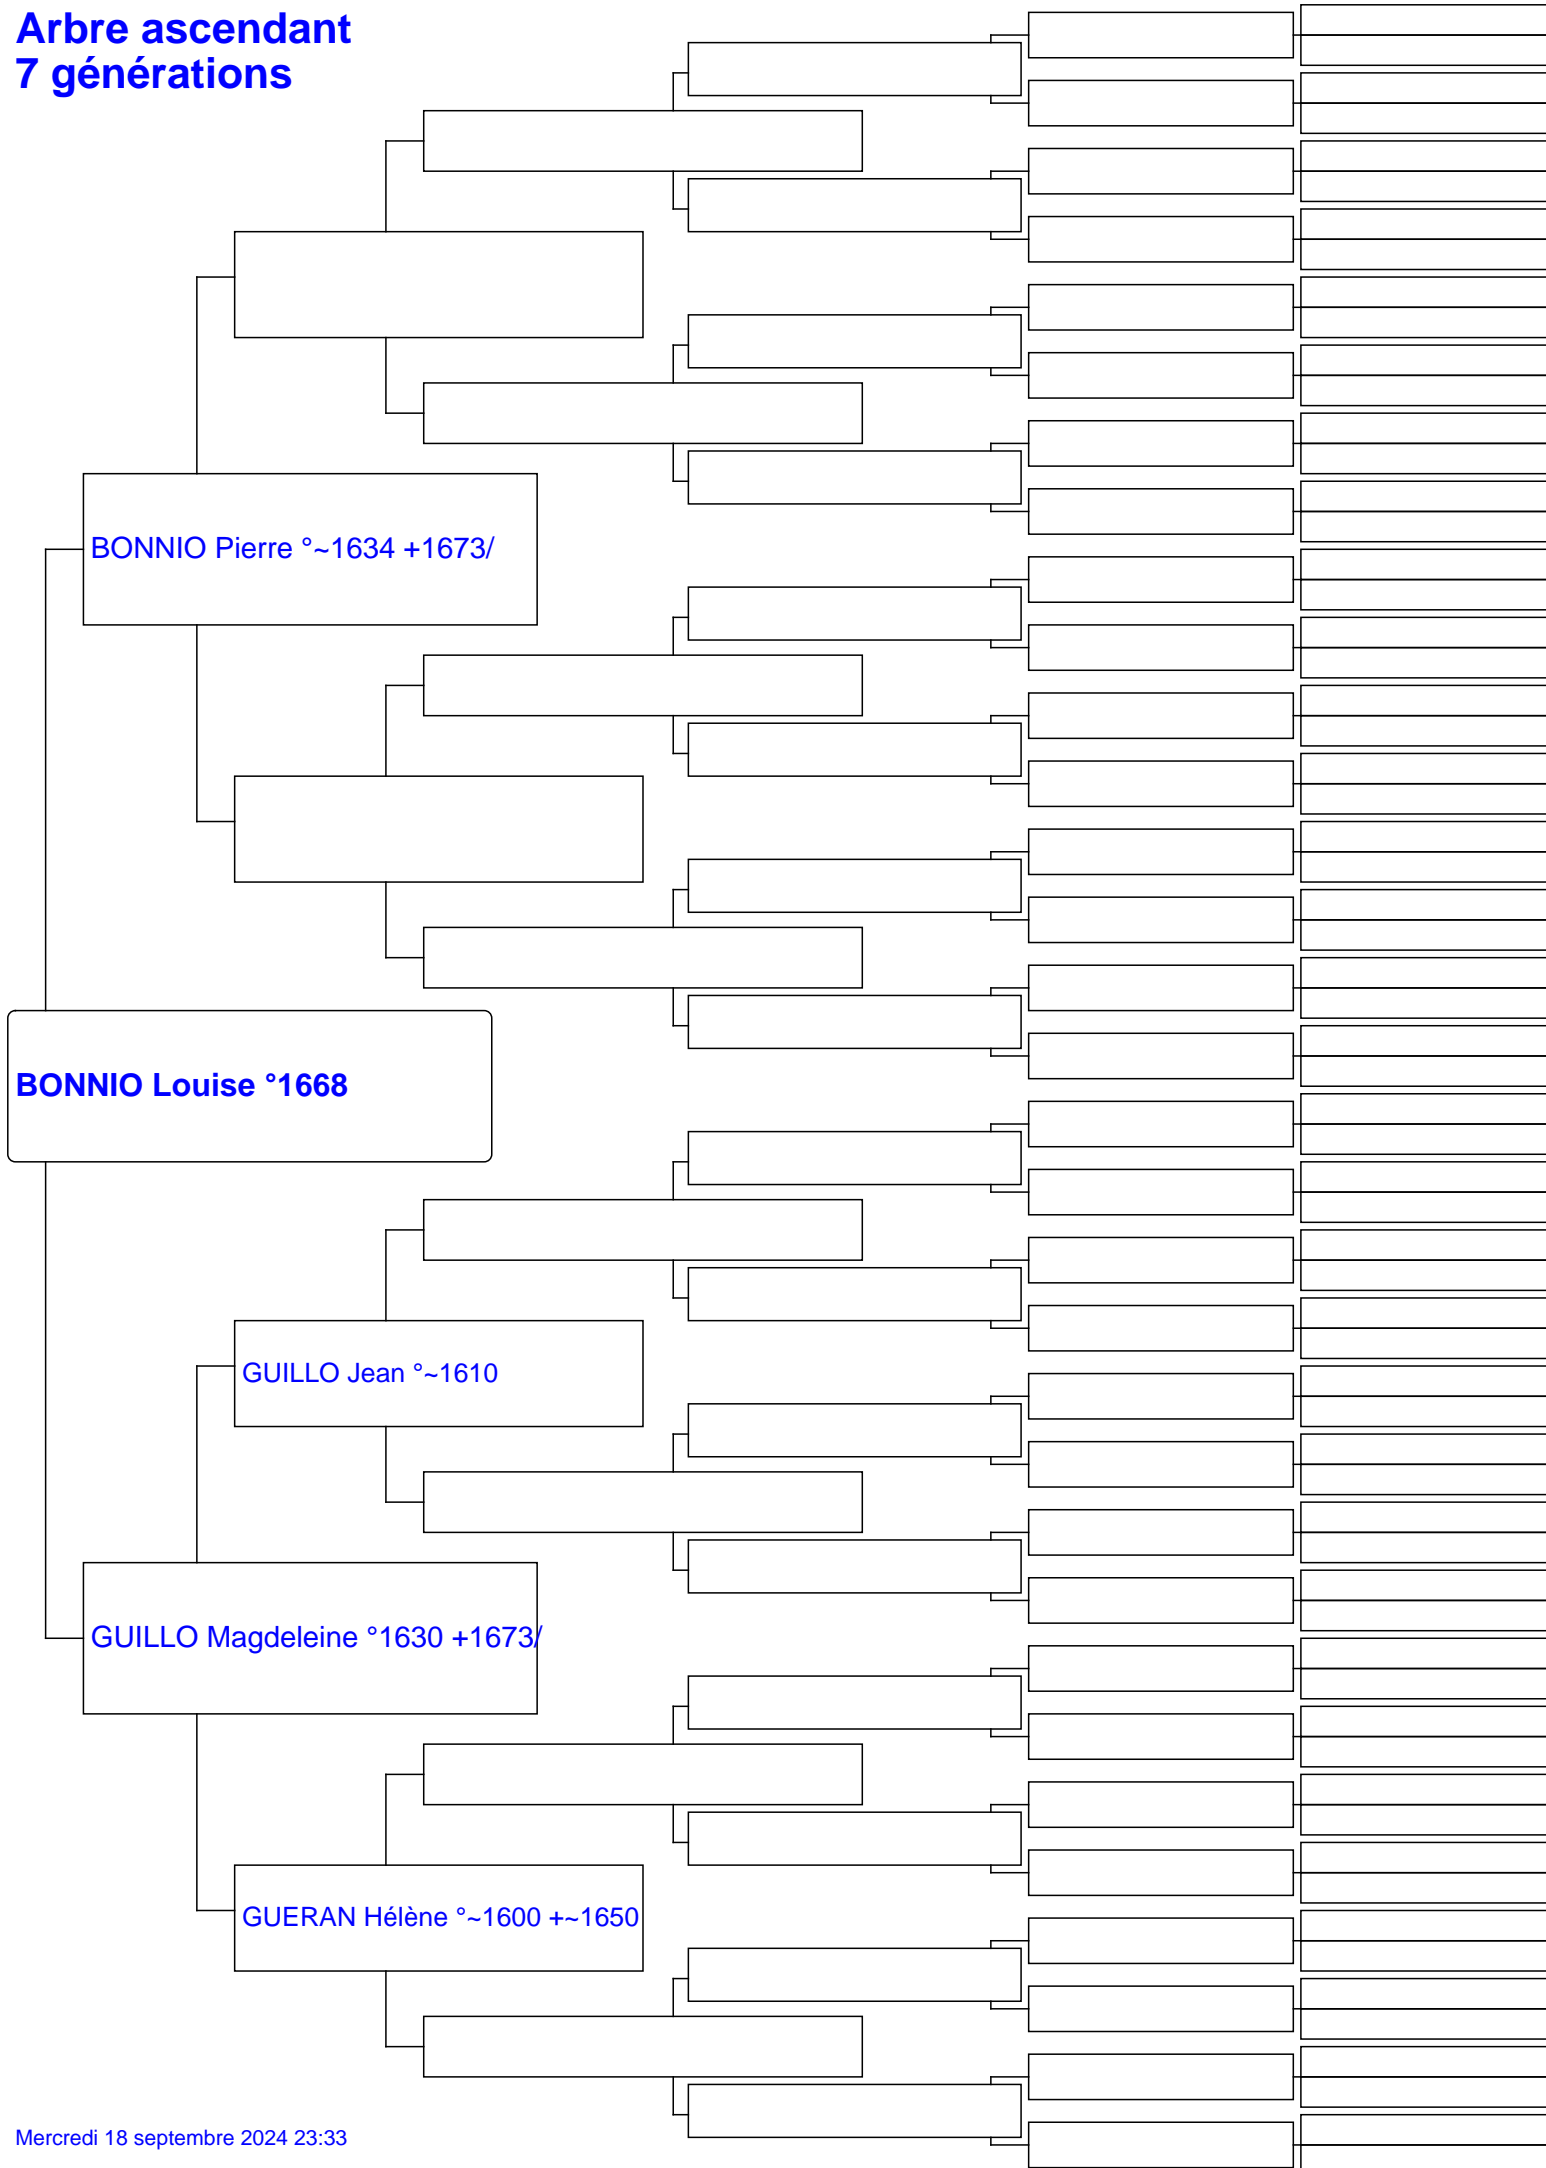 Arbre ascendant
7 générations
BONNIO Pierre °~1634 +1673/
BONNIO Louise °1668
GUILLO Jean °~1610
GUILLO Magdeleine °1630 +1673/
GUERAN Hélène °~1600 +~1650
Mercredi 18 septembre 2024 23:33